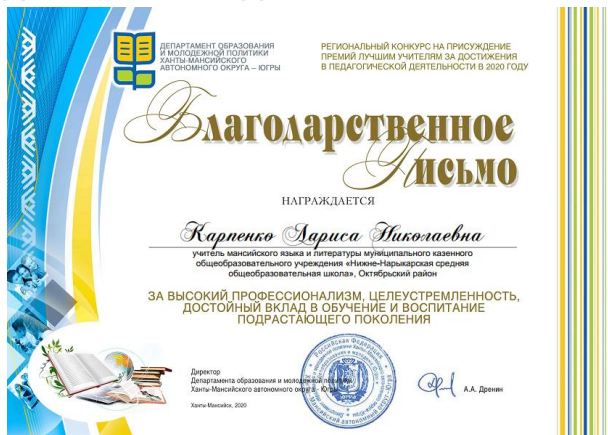 ДЕПАРТАМЕНТ ОБРАЗОВАНИЯ
И МОЛОДЕЖНОЙ ПОЛИТИКИ
ХАНТЫ-МАНСИЙСКОГО
АВТОНОМНОГО ОКРУГА – ЮГРЫ
РЕГИОНАЛЬНЫЙ КОНКУРС НА ПРИСУЖДЕНИЕ
ПРЕМИЙ ЛУЧШИМ УЧИТЕЛЯМ ЗА ДОСТИЖЕНИЯ
В ПЕДАГОГИЧЕСКОЙ ДЕЯТЕЛЬНОСТИ В 2020 ГОДУ
Благодарственное
Письмо
НАГРАЖДАЕТСЯ
Карпенко Лариса Николаевна
учитель мансийского языка и литературы муниципального казенного
общеобразовательного учреждения «Нижне-Нарыкарская средняя
общеобразовательная школа», Октябрьский район
ЗА ВЫСОКИЙ ПРОФЕССИОНАЛИЗМ, ЦЕЛЕУСТРЕМЛЕННОСТЬ,
ДОСТОЙНЫЙ ВКЛАД В ОБУЧЕНИЕ И ВОСПИТАНИЕ
ПОДРАСТАЮЩЕГО ПОКОЛЕНИЯ
Директор
Департамента образования и молодежной политики
Ханты-Мансийского автономного округа - Югры
А.А. Дренин
Ханты-Мансийск, 2020
Российская Федерация